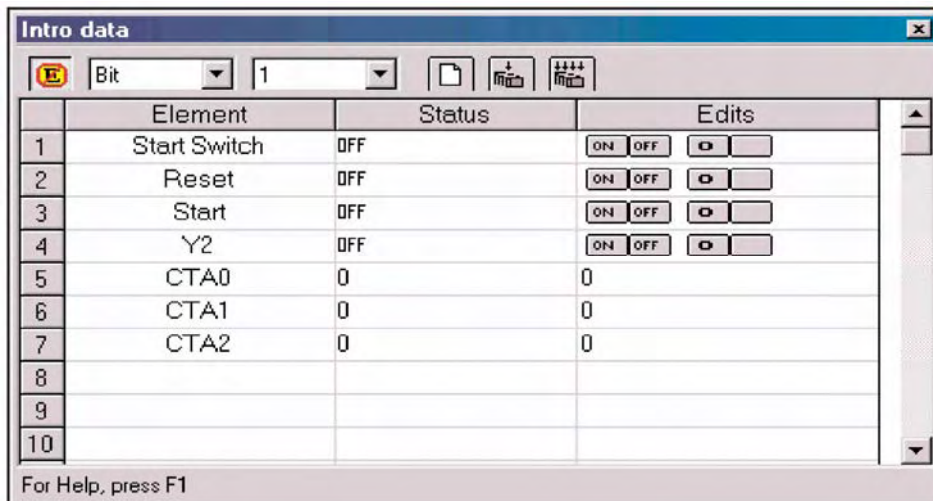 Intro data
E Bit 1
Element Status Edits
1 Start Switch OFF ON OFF
2 Reset OFF ON OFF
3 Start OFF ON OFF
4 Y2 OFF ON OFF
5 CTA0 0 0
6 CTA1 0 0
7 CTA2 0 0
8
9
10
For Help, press F1